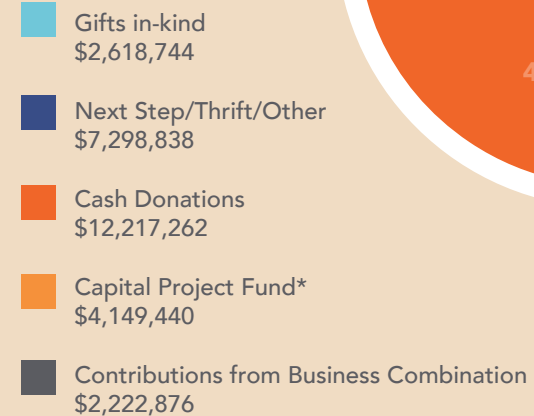 Gifts in-kind
$2,618,744
Next Step/Thrift/Other
$7,298,838
Cash Donations
$12,217,262
Capital Project Fund*
$4,149,440
Contributions from Business Combination
$2,222,876
4